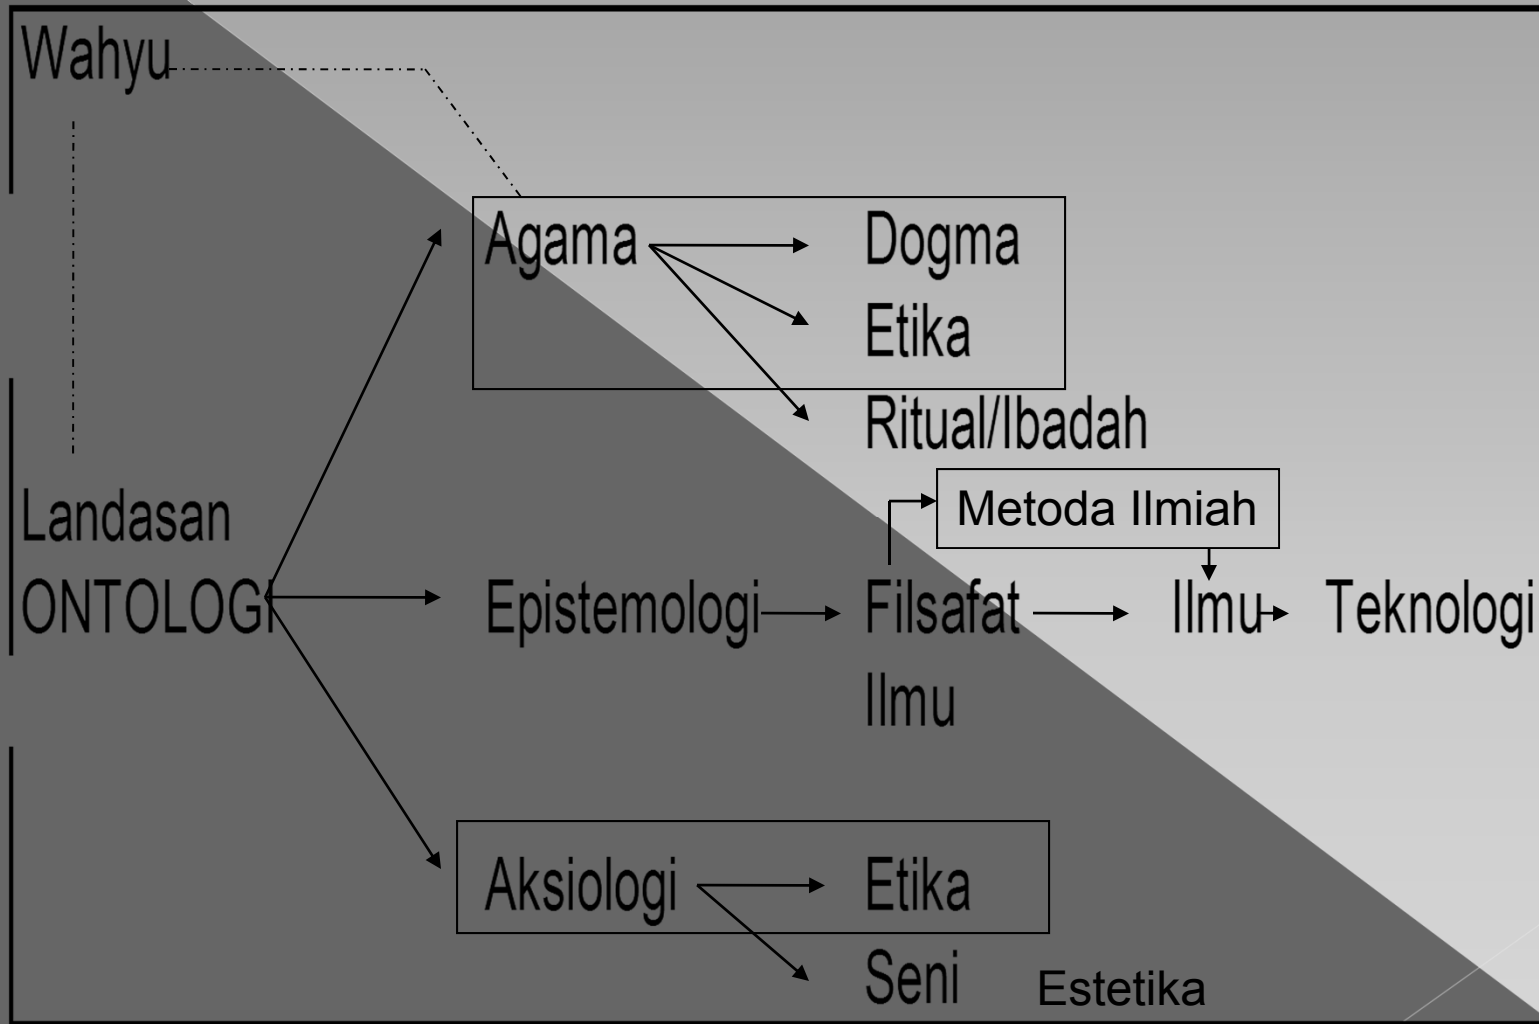 Wahyu
Agama Dogma
Etika
Ritual/Ibadah
Metoda Ilmiah
Landasan
ONTOLOGI Epistemologi Filsafat Ilmu Teknologi
Ilmu
Aksiologi Etika
Seni Estetika